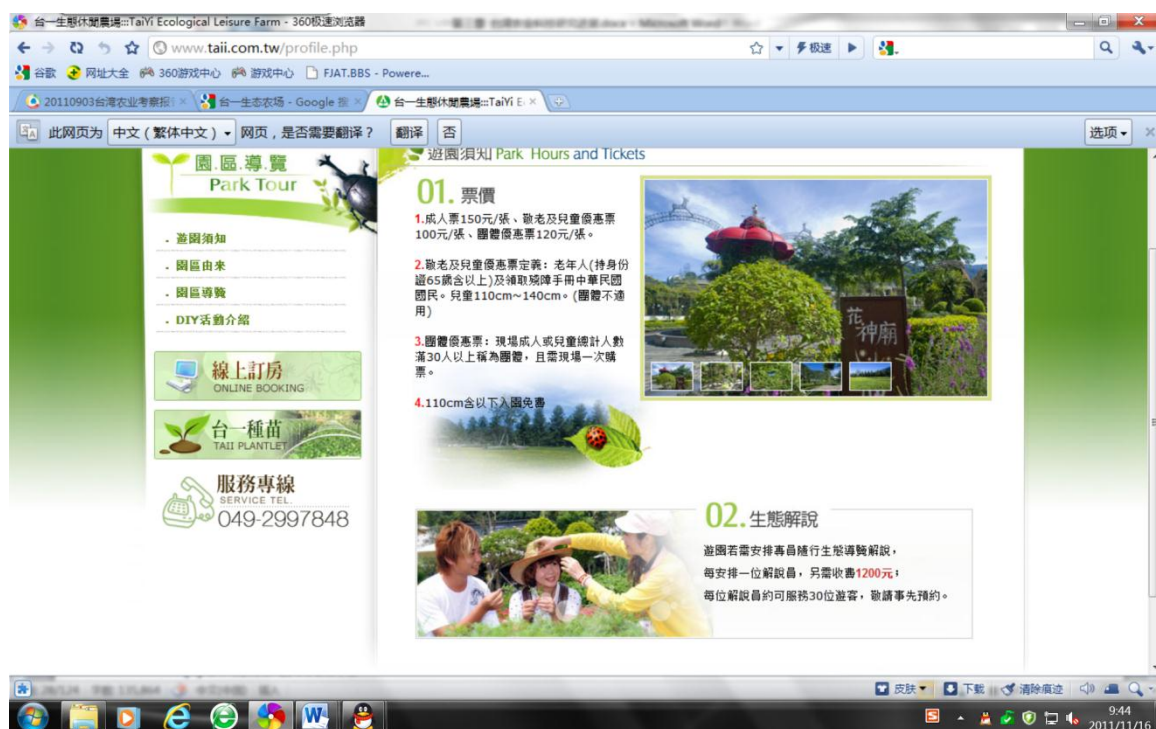 台一生態休閒農場:::TaiYi Ecological Leisure Farm - 360极速浏览器
www.taii.com.tw/profile.php
极速
谷歌 网址大全 360游戏中心 游戏中心 FJAT.BBS - Powere...
20110903台湾农业考察报
台一生态农场 - Google 搜
台一生態休閒農場:::TaiYi E
此网页为 中文(繁体中文) 网页,是否需要翻译? 翻译 否 选项
園.區.導.覽
Park Tour
. 遊園須知
. 園區由来
. 園區導覽
. DIY活動介紹
線上訂房
ONLINE BOOKING
台一種苗
TAII PLANTLET
服務專線
SERVICE TEL.
049-2997848
遊園須知 Park Hours and Tickets
01. 票價
1.成人票150元/張、敬老及兒童優惠票
100元/張、團體優惠票120元/張。
2.敬老及兒童優惠票定義: 老年人(持身份
證65歲含以上)及領取殘障手冊中華民國
國民。兒童110cm~140cm。(團體不適
用)
3.團體優惠票: 現場成人或兒童總計人數
滿30人以上稱為團體,且需現場一次購
票。
4.110cm含以下入園免費
花神廟
02. 生態解說
遊園若需安排專員隨行生態導覽解說,
每安排一位解說員,另需收費1200元;
每位解說員約可服務30位遊客,敬請事先預約。
皮肤 下载 清除痕迹
9:44
2011/11/16